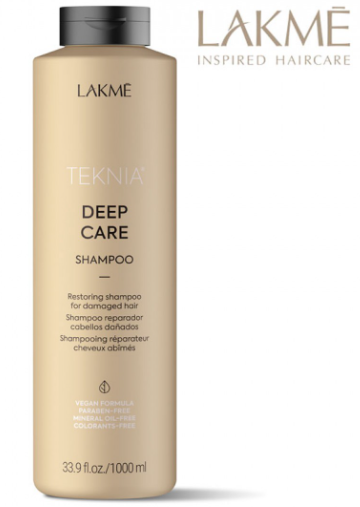 LAKMĒ
INSPIRED HAIRCARE
LAKMĒ
TEKNIA®
DEEP
CARE
SHAMPOO
Restoring shampoo
for damaged hair
Shampoo reparador
cabellos dañados
Shampooing réparateur
cheveux abîmés
VEGAN FORMULA
PARABEN-FREE
MINERAL OIL-FREE
COLORANTS-FREE
33.9 fl.oz./1000 ml